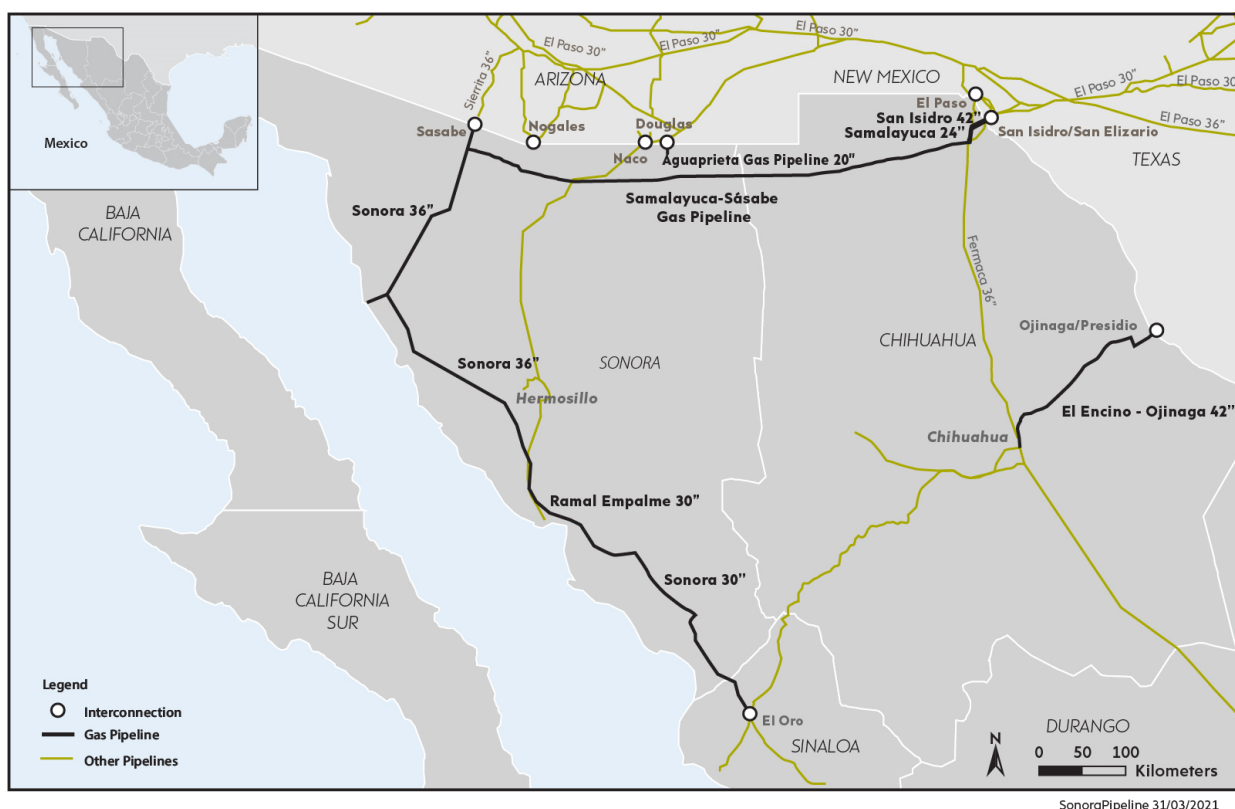 El Paso 30"
El Paso 30"
El Paso 30"
El Paso 30"
El Paso 30"
El Paso 30
El Paso 36"
Sierrita 36"
ARIZONA
NEW MEXICO
TEXAS
Mexico
Sasabe
Nogales
Douglas
Naco
El Paso
San Isidro 42"
Samalayuca 24"
San Isidro/San Elizario
Aguaprieta Gas Pipeline 20"
Samalayuca-Sásabe
Gas Pipeline
BAJA
CALIFORNIA
Sonora 36"
Fermaca 36"
Ojinaga/Presidio
CHIHUAHUA
SONORA
Sonora 36"
Hermosillo
El Encino - Ojinaga 42"
Chihuahua
Ramal Empalme 30"
Sonora 30"
BAJA
CALIFORNIA
SUR
Legend
Interconnection
Gas Pipeline
Other Pipelines
El Oro
SINALOA
DURANGO
N
0 50 100
Kilometers
SonoraPipeline 31/03/2021